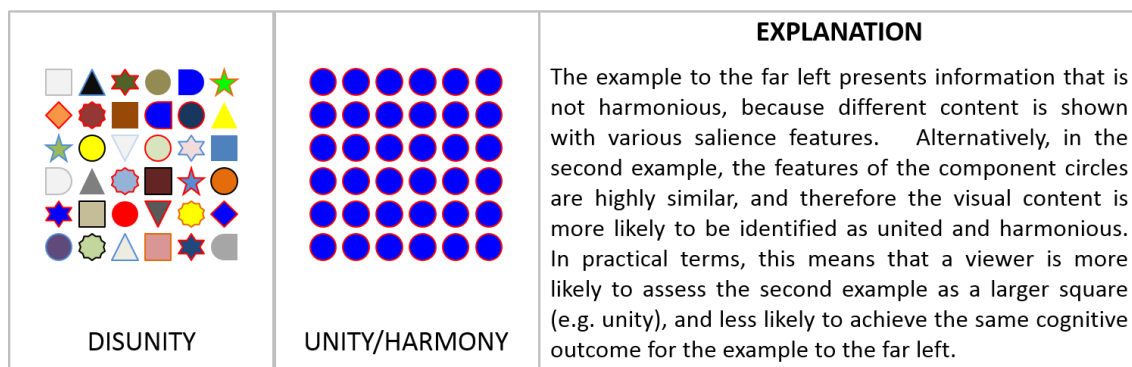 DISUNITY
UNITY/HARMONY
EXPLANATION
The example to the far left presents information that is
not harmonious, because different content is shown
with various salience features. Alternatively, in the
second example, the features of the component circles
are highly similar, and therefore the visual content is
more likely to be identified as united and harmonious.
In practical terms, this means that a viewer is more
likely to assess the second example as a larger square
(e.g. unity), and less likely to achieve the same cognitive
outcome for the example to the far left.